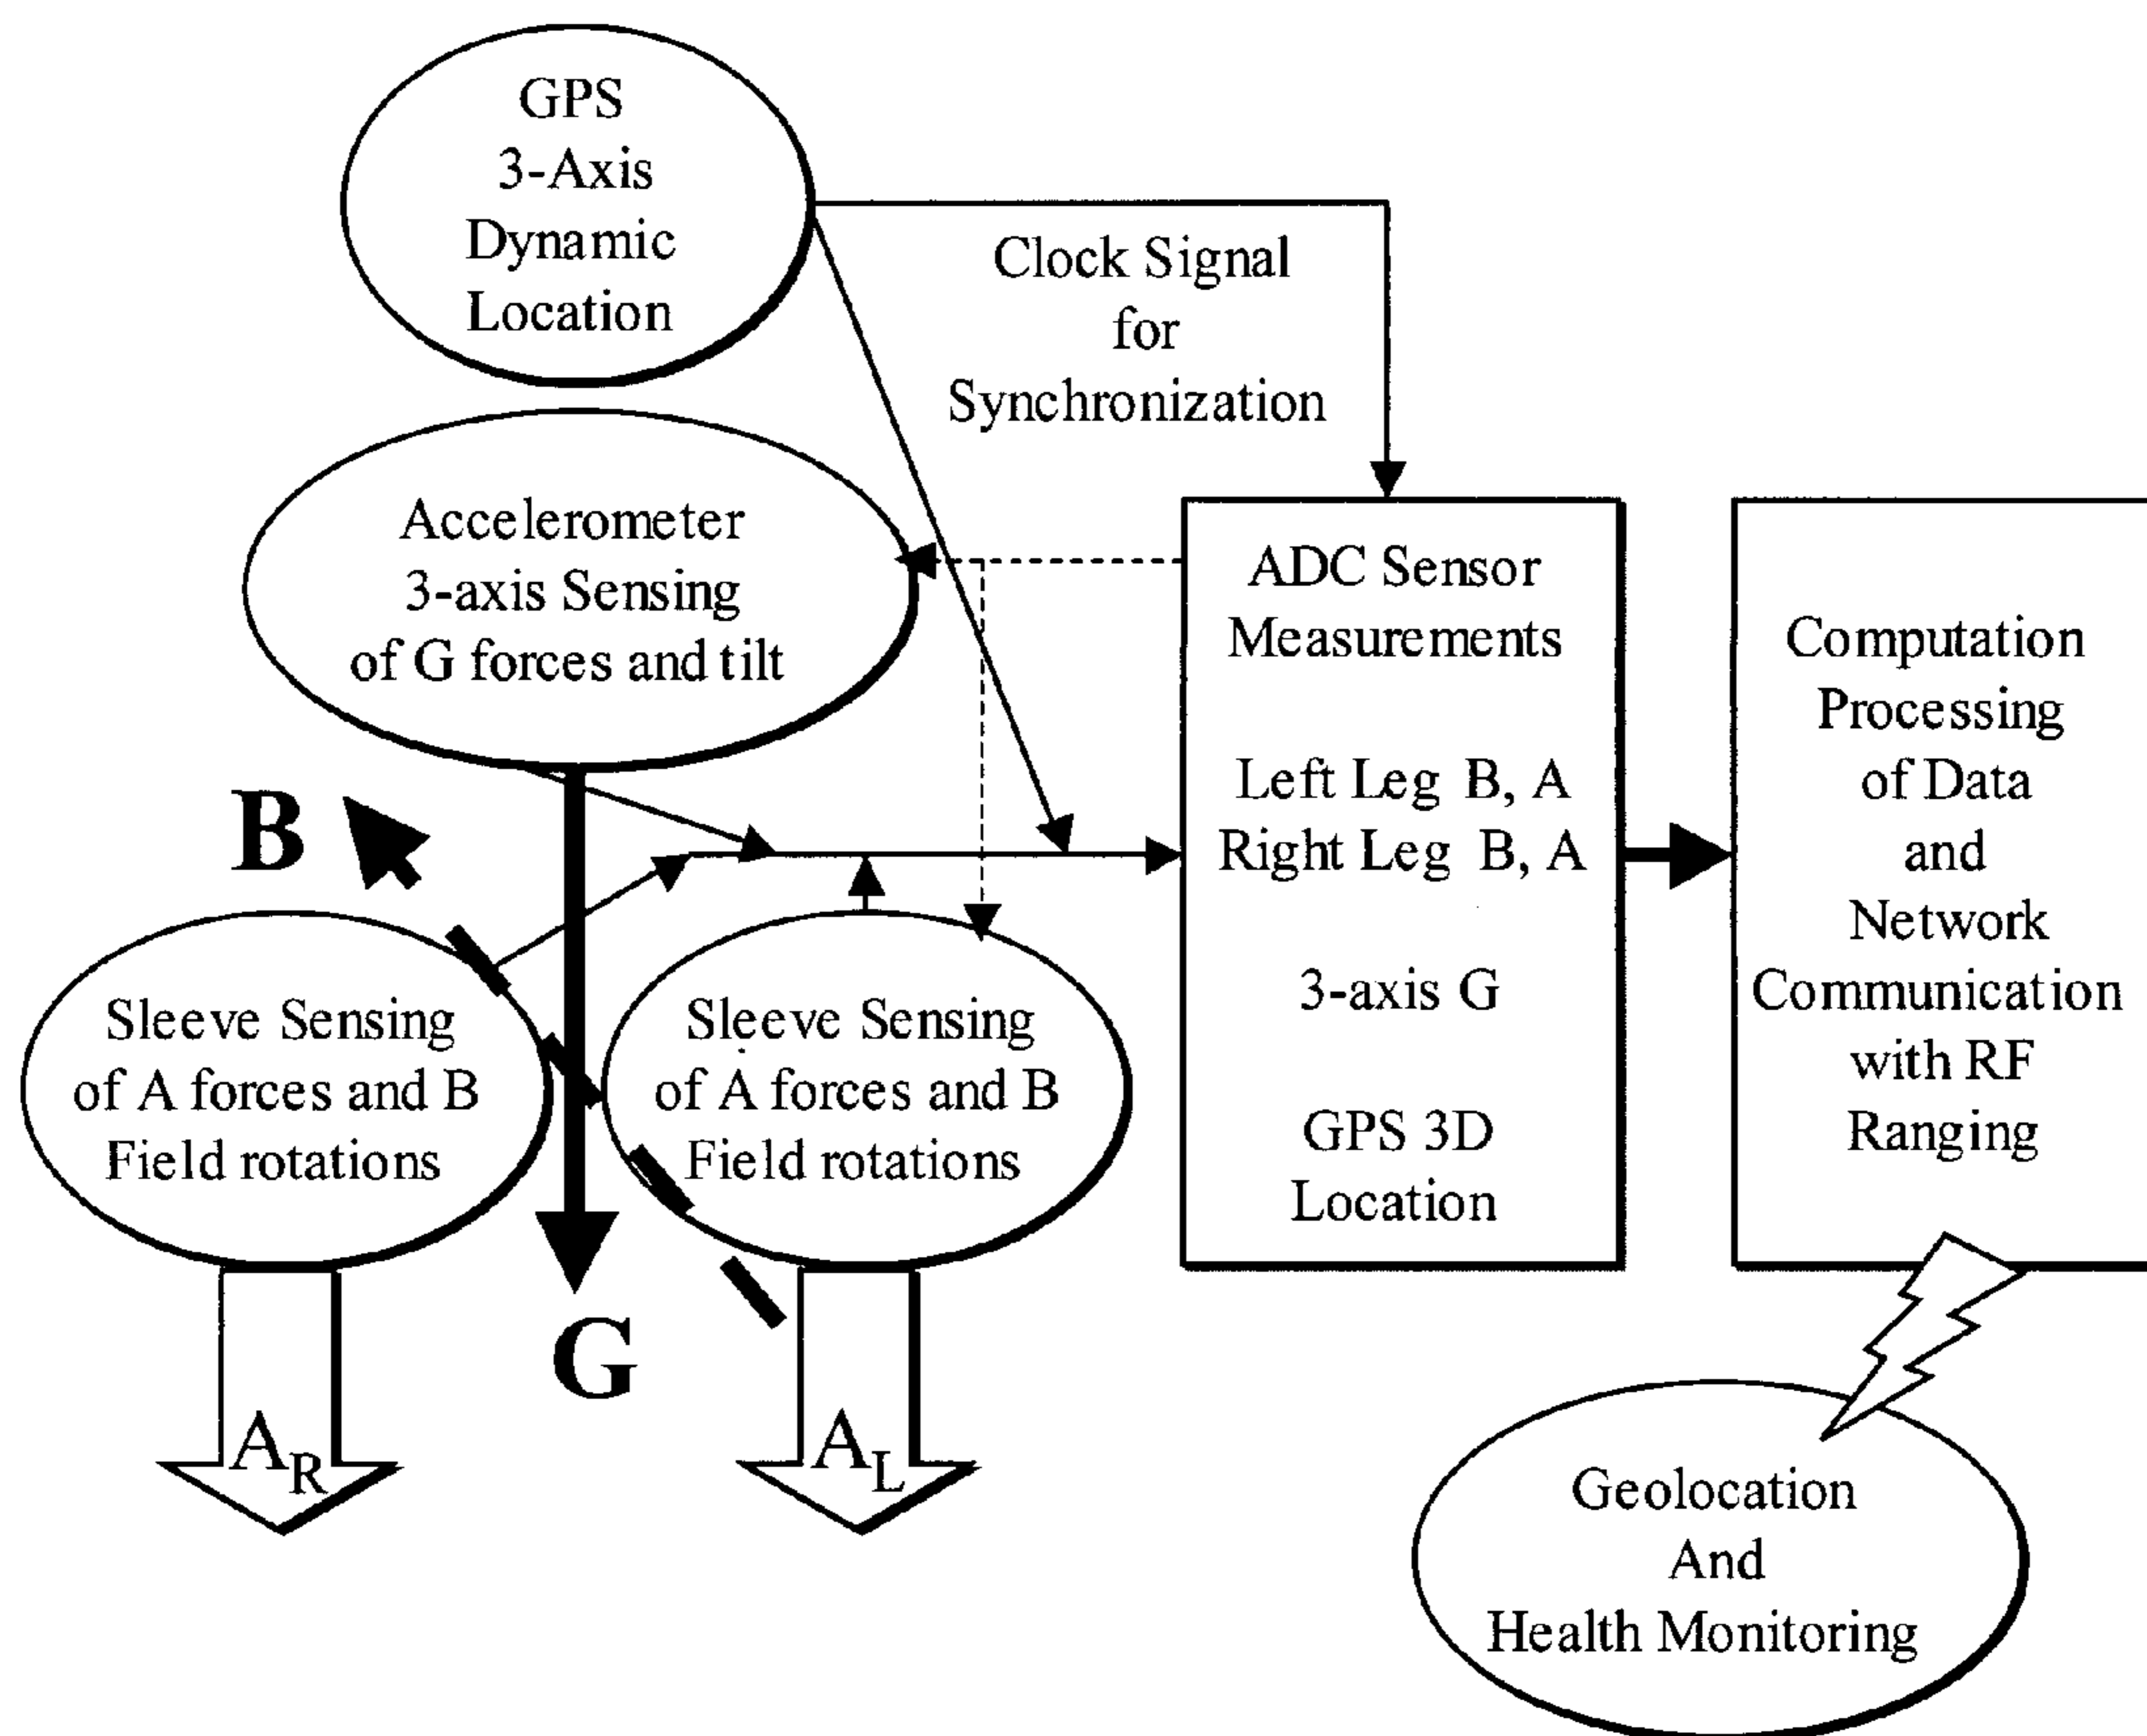 GPS
3-Axis
Dynamic
Location
Clock Signal
for
Synchronization
Accelerometer
3-axis Sensing
of G forces and tilt
B
Sleeve Sensing
of A forces and B
Field rotations
Sleeve Sensing
of A forces and B
Field rotations
G
A_R
A_L
ADC Sensor
Measurements
Left Leg B, A
Right Leg B, A
3-axis G
GPS 3D
Location
Computation
Processing
of Data
and
Network
Communication
with RF
Ranging
Geolocation
And
Health Monitoring